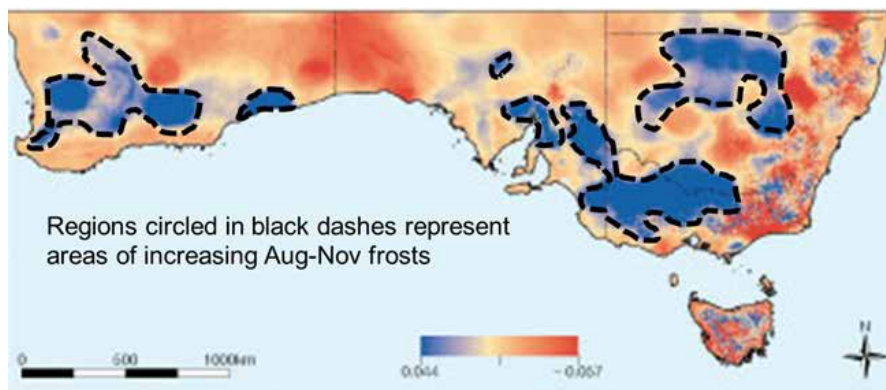 Regions circled in black dashes represent
areas of increasing Aug-Nov frosts
N
0 500 1000km
0.044 -0.057